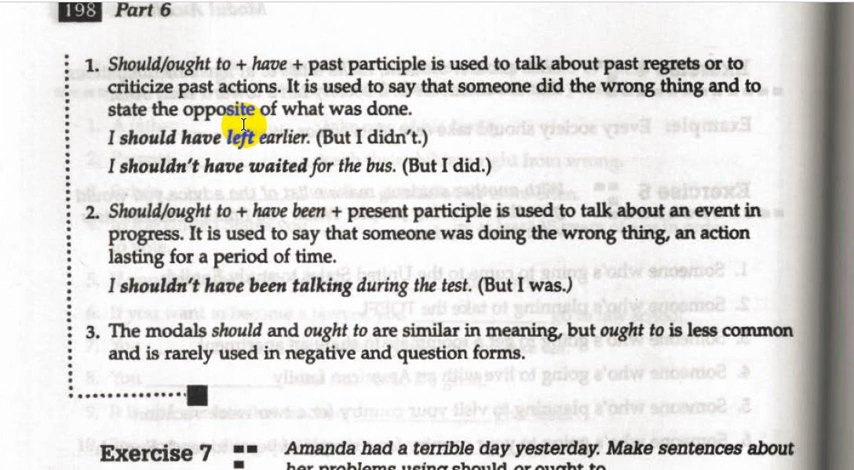 198 Part 6
1. Should/ought to + have + past participle is used to talk about past regrets or to
criticize past actions. It is used to say that someone did the wrong thing and to
state the opposite of what was done.
I should have left earlier. (But I didn't.)
I shouldn't have waited for the bus. (But I did.)
2. Should/ought to + have been + present participle is used to talk about an event in
progress. It is used to say that someone was doing the wrong thing, an action
lasting for a period of time.
I shouldn't have been talking during the test. (But I was.)
3. The modals should and ought to are similar in meaning, but ought to is less common
and is rarely used in negative and question forms.
Exercise 7 Amanda had a terrible day yesterday. Make sentences about
her problems using should or ought to